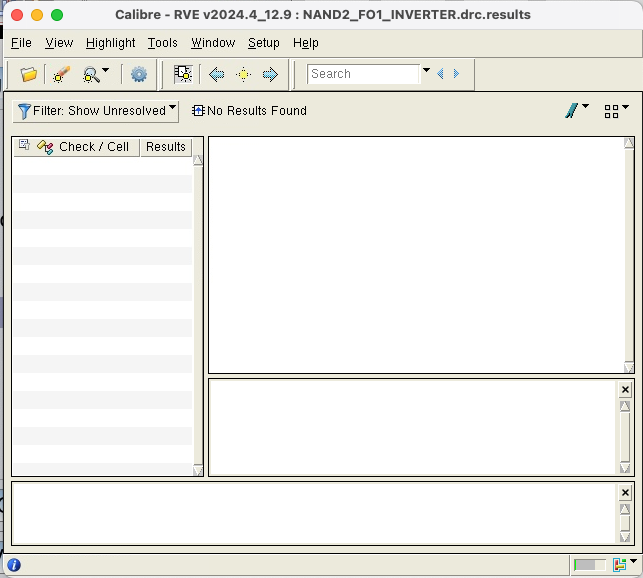 Calibre - RVE v2024.4_12.9 : NAND2_FO1_INVERTER.drc.results
File View Highlight Tools Window Setup Help
Search
Filter: Show Unresolved No Results Found
Check / Cell Results